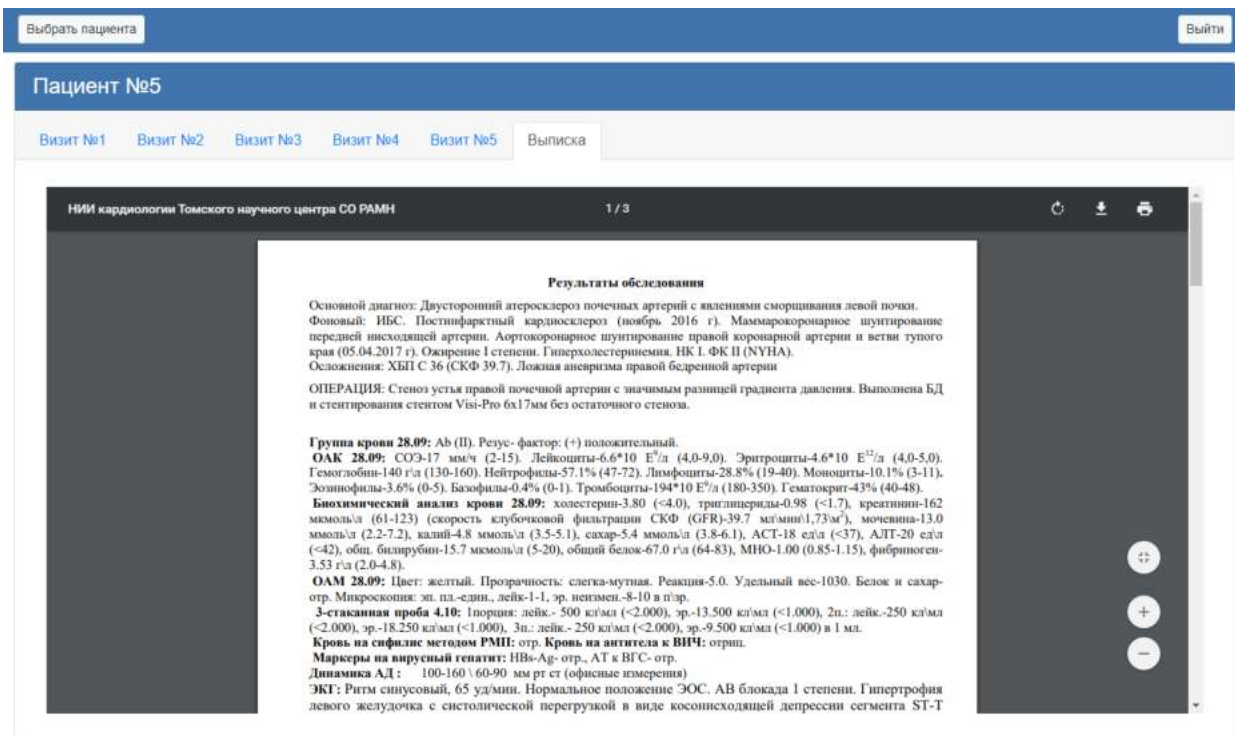 Выбрать пациента
Выйти
Пациент №5
Визит №1 Визит №2 Визит №3 Визит №4 Визит №5 Выписка
НИИ кардиологии Томского научного центра СО РАМН 1 / 3
Результаты обследования
Основной диагноз: Двусторонний атеросклероз почечных артерий с явлениями сморщивания левой почки.
Фоновый: ИБС. Постинфарктный кардиосклероз (ноябрь 2016 г). Маммарокоронарное шунтирование
передней нисходящей артерии. Аортокоронарное шунтирование правой коронарной артерии и ветви тупого
края (05.04.2017 г). Ожирение I степени. Гиперхолестеринемия. НК I. ФК II (NYHA).
Осложнения: ХБП С 3б (СКФ 39.7). Ложная аневризма правой бедренной артерии
ОПЕРАЦИЯ: Стеноз устья правой почечной артерии с значимым разницей градиента давления. Выполнена БД
и стентирования стентом Visi-Pro 6x17мм без остаточного стеноза.
Группа крови 28.09: Ab (II). Резус- фактор: (+) положительный.
ОАК 28.09: СОЭ-17 мм/ч (2-15). Лейкоциты-6.6*10 E⁹/л (4,0-9,0). Эритроциты-4.6*10 E¹²/л (4,0-5,0).
Гемоглобин-140 г\л (130-160). Нейтрофилы-57.1% (47-72). Лимфоциты-28.8% (19-40). Моноциты-10.1% (3-11).
Эозинофилы-3.6% (0-5). Базофилы-0.4% (0-1). Тромбоциты-194*10 E⁹/л (180-350). Гематокрит-43% (40-48).
Биохимический анализ крови 28.09: холестерин-3.80 (<4.0), триглицериды-0.98 (<1.7), креатинин-162
мкмоль\л (61-123) (скорость клубочковой фильтрации СКФ (GFR)-39.7 мл\мин\1,73\м²), мочевина-13.0
ммоль\л (2.2-7.2), калий-4.8 ммоль\л (3.5-5.1), сахар-5.4 ммоль\л (3.8-6.1), АСТ-18 ед\л (<37), АЛТ-20 ед\л
(<42), общ. билирубин-15.7 мкмоль\л (5-20), общий белок-67.0 г\л (64-83), МНО-1.00 (0.85-1.15), фибриноген-
3.53 г\л (2.0-4.8).
ОАМ 28.09: Цвет: желтый. Прозрачность: слегка-мутная. Реакция-5.0. Удельный вес-1030. Белок и сахар-
отр. Микроскопия: эп. пл.-един., лейк-1-1, эр. неизмен.-8-10 в п\зр.
3-стаканная проба 4.10: 1порция: лейк.- 500 кл\мл (<2.000), эр.-13.500 кл\мл (<1.000), 2п.: лейк.-250 кл\мл
(<2.000), эр.-18.250 кл\мл (<1.000), 3п.: лейк.- 250 кл\мл (<2.000), эр.-9.500 кл\мл (<1.000) в 1 мл.
Кровь на сифилис методом РМП: отр. Кровь на антитела к ВИЧ: отриц.
Маркеры на вирусный гепатит: HBs-Ag- отр., АТ к ВГС- отр.
Динамика АД : 100-160 \ 60-90 мм рт ст (офисные измерения)
ЭКГ: Ритм синусовый, 65 уд/мин. Нормальное положение ЭОС. АВ блокада 1 степени. Гипертрофия
левого желудочка с систолической перегрузкой в виде косонисходящей депрессии сегмента ST-T